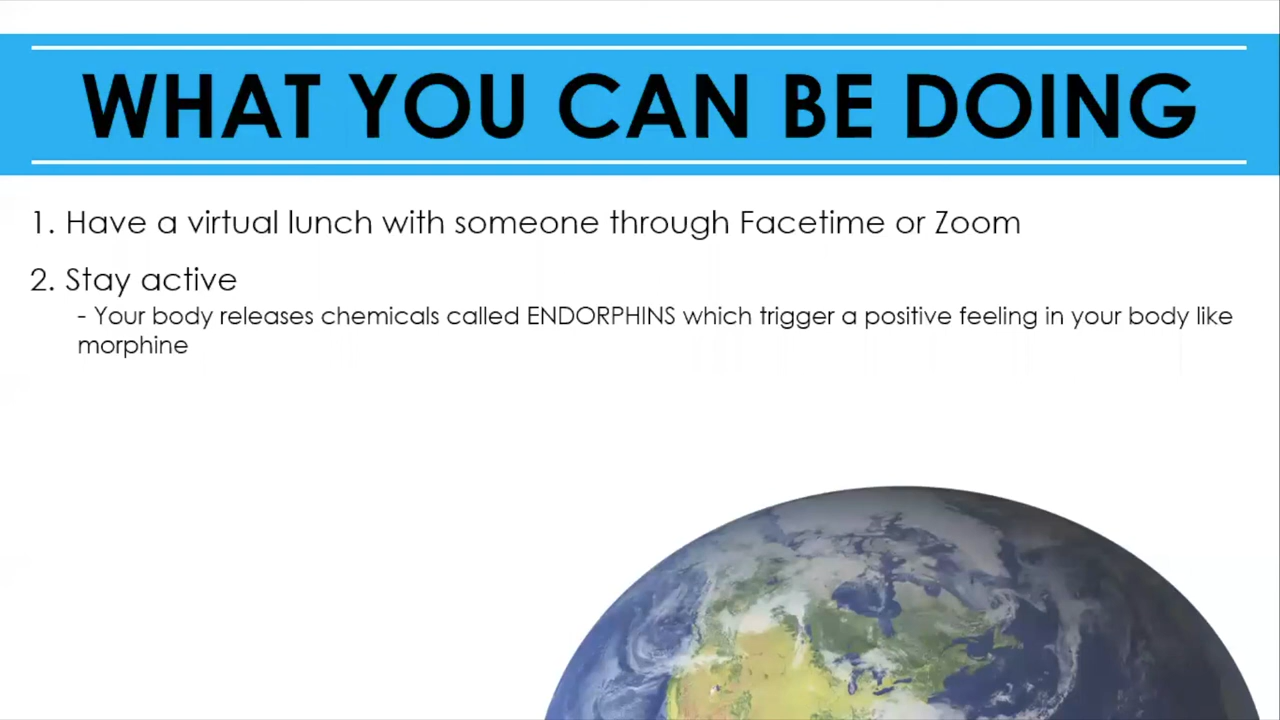 WHAT YOU CAN BE DOING
1. Have a virtual lunch with someone through Facetime or Zoom
2. Stay active
- Your body releases chemicals called ENDORPHINS which trigger a positive feeling in your body like
morphine